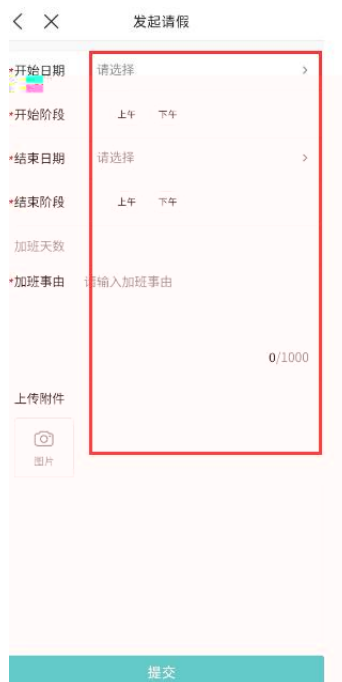 发起请假
*开始日期 请选择
*开始阶段 上午 下午
*结束日期 请选择
*结束阶段 上午 下午
加班天数
*加班事由 请输入加班事由
0/1000
上传附件
图片
提交